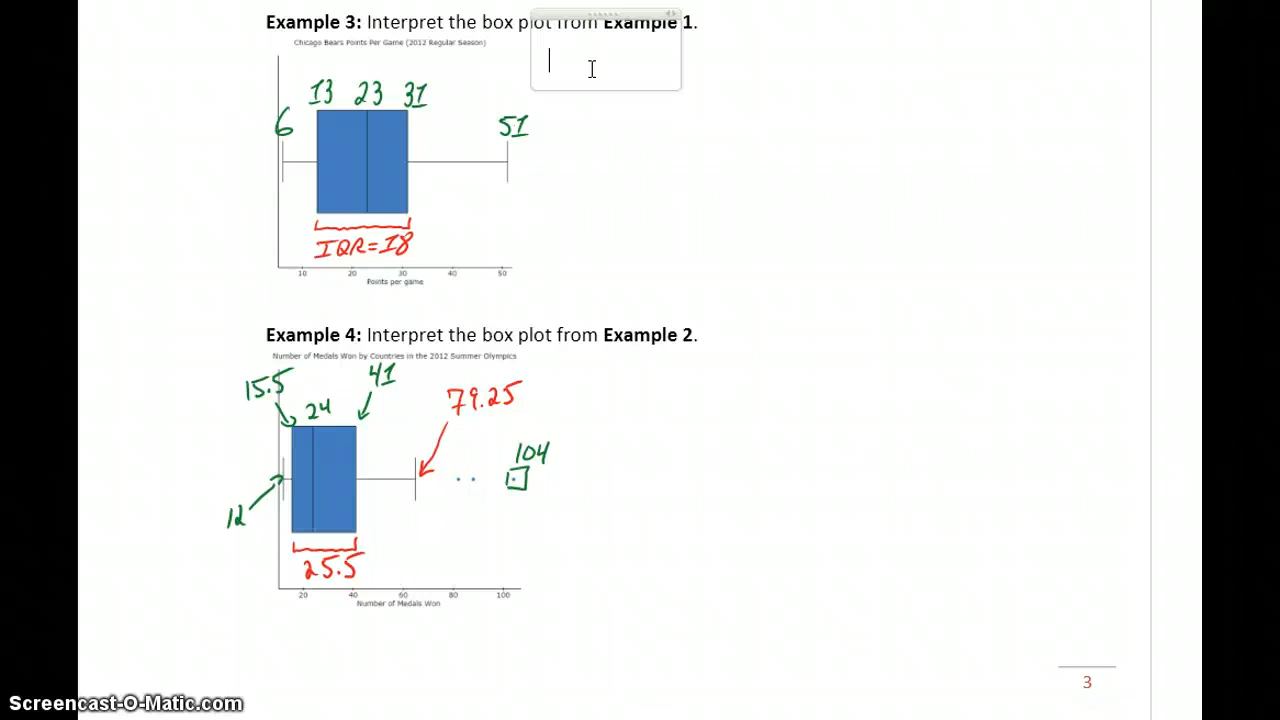 Example 3: Interpret the box plot from Example 1.
Chicago Bears Points Per Game (2012 Regular Season)
13 23 31
6
51
IQR=18
10 20 30 40 50
Points per game
Example 4: Interpret the box plot from Example 2.
Number of Medals Won by Countries in the 2012 Summer Olympics
15.5
24
41
79.25
104
12
25.5
20 40 60 80 100
Number of Medals Won
3
Screencast-O-Matic.com